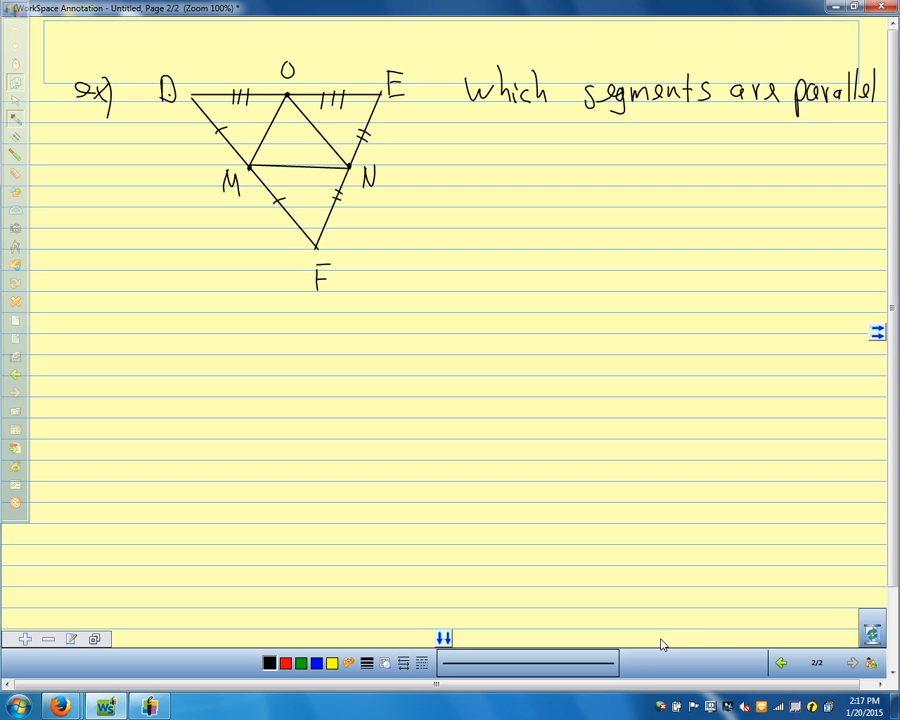 WorkSpace Annotation - Untitled, Page 2/2 (Zoom 100%) *
ex) D O E Which segments are parallel
M N
F
2/2
2:17 PM
1/20/2015